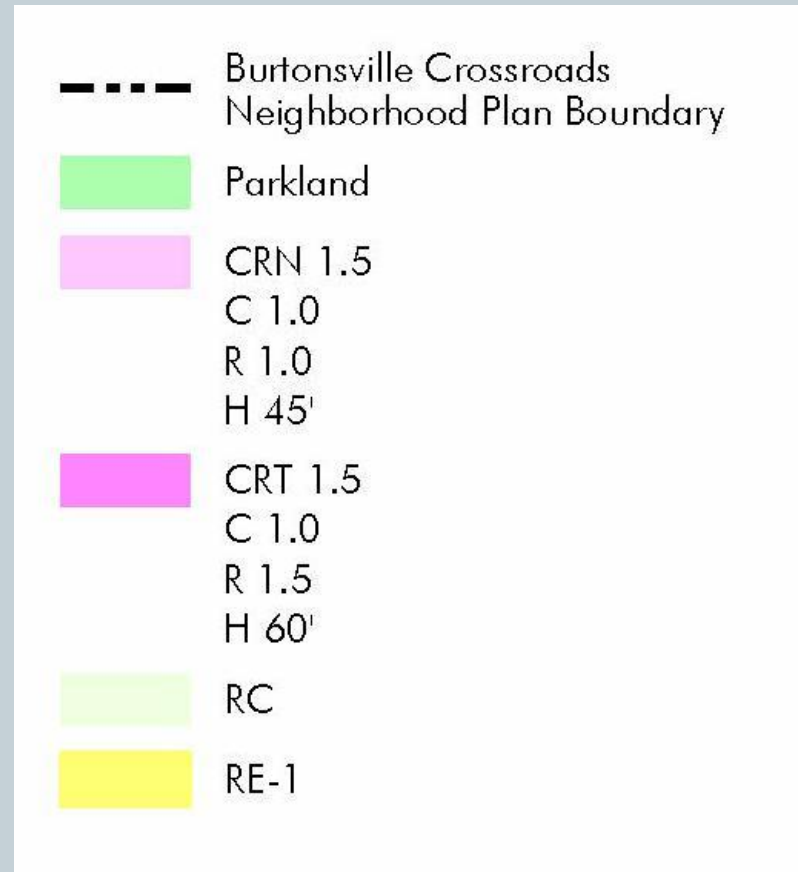 Burtonsville Crossroads
Neighborhood Plan Boundary
Parkland
CRN 1.5
C 1.0
R 1.0
H 45'
CRT 1.5
C 1.0
R 1.5
H 60'
RC
RE-1